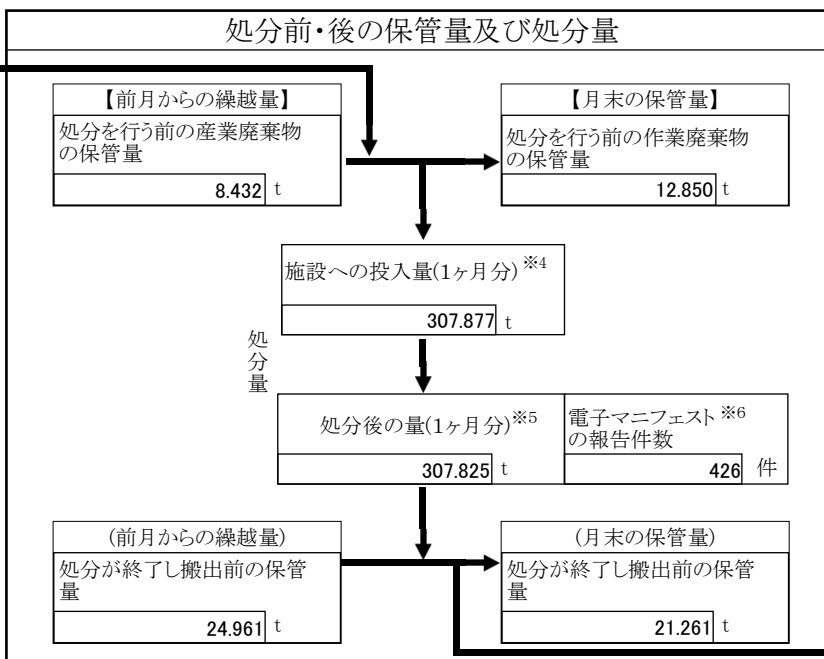 処分前・後の保管量及び処分量
【前月からの繰越量】
処分を行う前の産業廃棄物
の保管量
8.432 t
【月末の保管量】
処分を行う前の作業廃棄物
の保管量
12.850 t
施設への投入量(1ヶ月分)※4
307.877 t
処分量
処分後の量(1ヶ月分)※5
307.825 t
電子マニフェスト※6
の報告件数
426 件
(前月からの繰越量)
処分が終了し搬出前の保管
量
24.961 t
(月末の保管量)
処分が終了し搬出前の保管
量
21.261 t